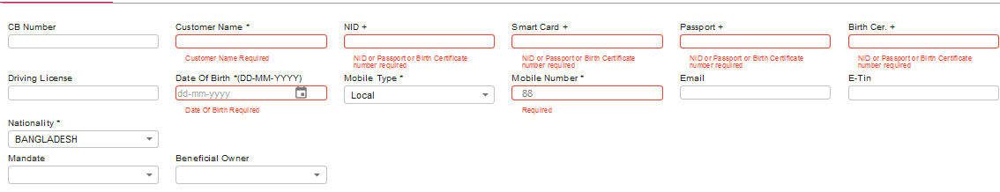 CB Number
Customer Name *
NID +
Smart Card +
Passport +
Birth Cer. +
Customer Name Required
NID or Passport or Birth Certificate
number required
NID or Passport or Birth Certificate
number required
NID or Passport or Birth Certificate
number required
NID or Passport or Birth Certificate
number required
Driving License
Date Of Birth *(DD-MM-YYYY)
Mobile Type *
Mobile Number *
Email
E-Tin
dd-mm-yyyy
Local
88
Date Of Birth Required
Required
Nationality *
BANGLADESH
Mandate
Beneficial Owner